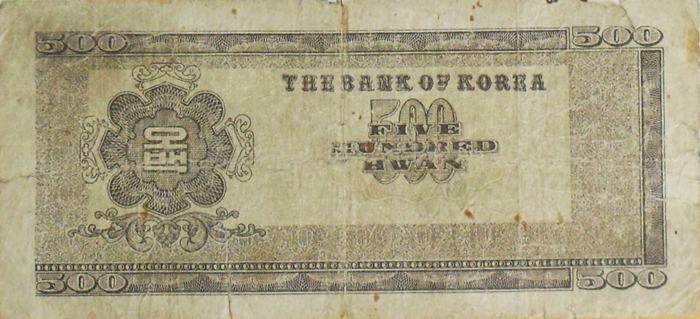 500 500
THE BANK OF KOREA
오백
500
FIVE
HUNDRED
HWAN
500 500